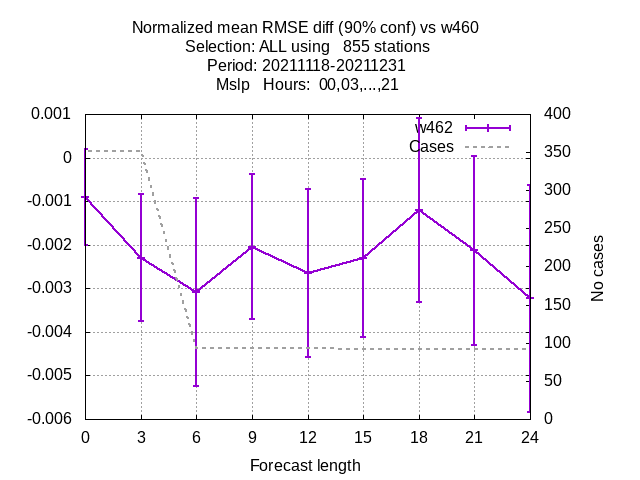 Normalized mean RMSE diff (90% conf) vs w460
Selection: ALL using   855 stations
Period: 20211118-20211231
Mslp   Hours:  00,03,...,21
w462
Cases
0.001
0
-0.001
-0.002
-0.003
-0.004
-0.005
-0.006
400
350
300
250
200
150
100
50
0
No cases
0 3 6 9 12 15 18 21 24
Forecast length